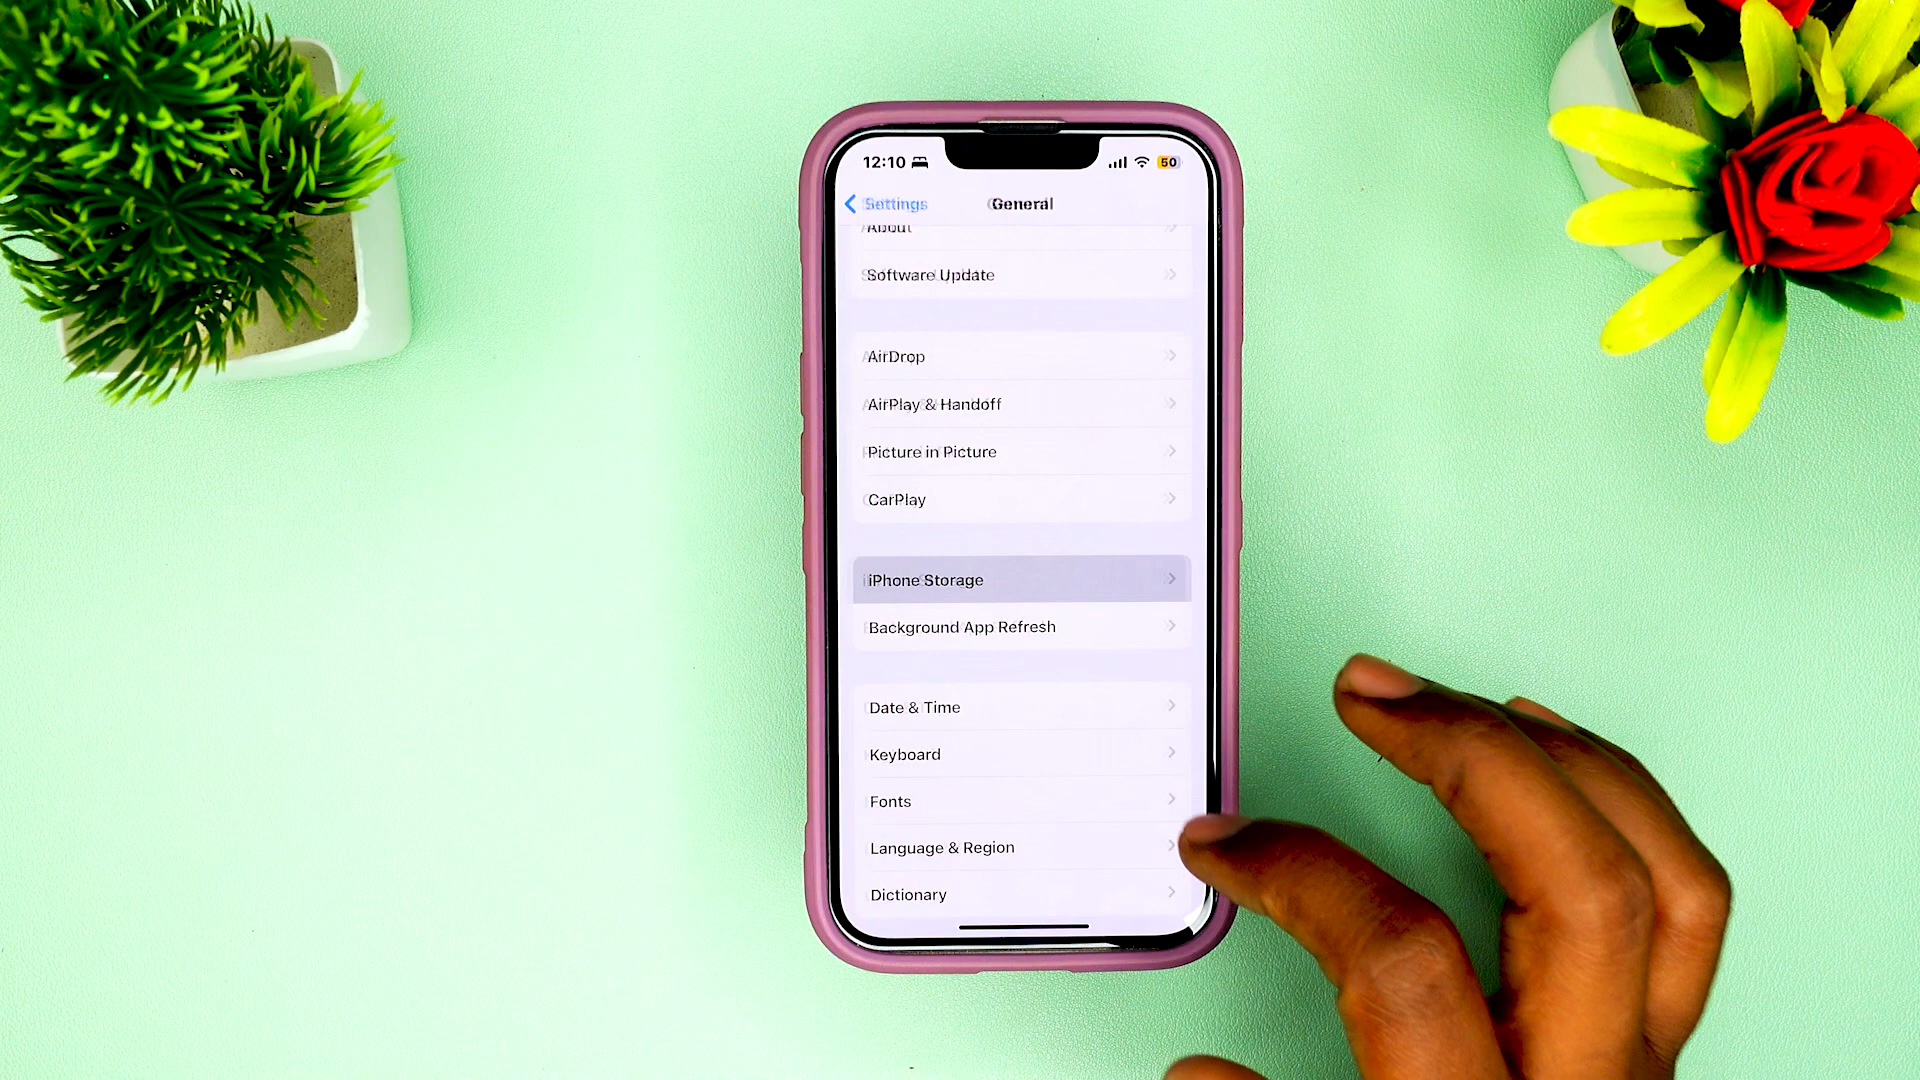 12:10 50
Settings General
About
Software Update
AirDrop
AirPlay & Handoff
Picture in Picture
CarPlay
iPhone Storage
Background App Refresh
Date & Time
Keyboard
Fonts
Language & Region
Dictionary